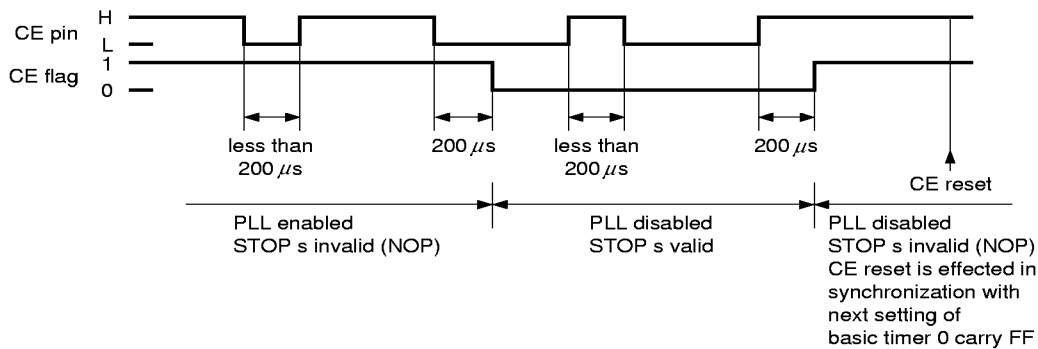 H
CE pin
L
1
CE flag
0
less than
200 μs
200 μs
less than
200 μs
200 μs
CE reset
PLL enabled
STOP s invalid (NOP)
PLL disabled
STOP s valid
PLL disabled
STOP s invalid (NOP)
CE reset is effected in
synchronization with
next setting of
basic timer 0 carry FF